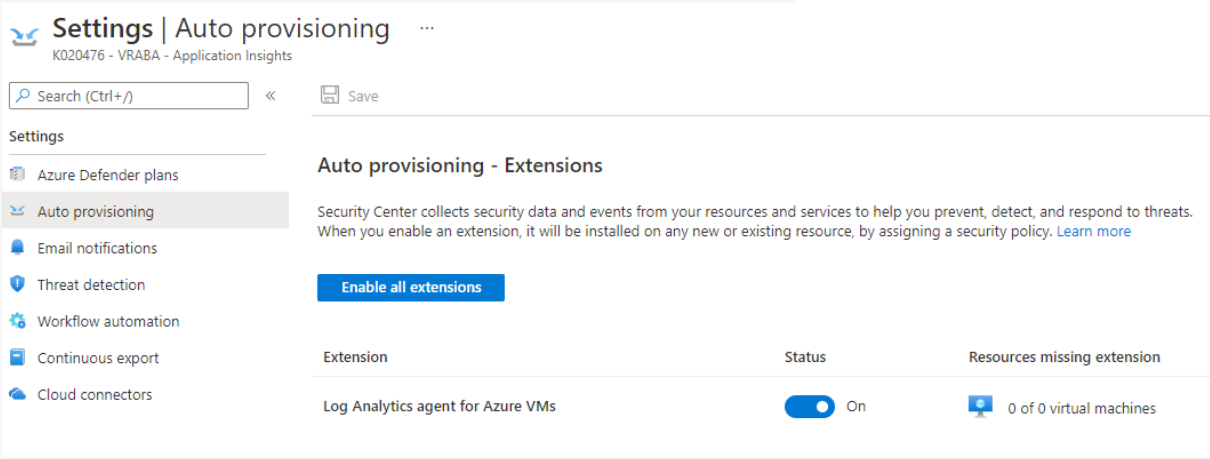 Settings | Auto provisioning ...
K020476 - VRABA - Application Insights
Search (Ctrl+/)
«
Save
Settings
Azure Defender plans
Auto provisioning
Email notifications
Threat detection
Workflow automation
Continuous export
Cloud connectors
Auto provisioning - Extensions
Security Center collects security data and events from your resources and services to help you prevent, detect, and respond to threats.
When you enable an extension, it will be installed on any new or existing resource, by assigning a security policy. Learn more
Enable all extensions
Extension Status Resources missing extension
Log Analytics agent for Azure VMs On 0 of 0 virtual machines